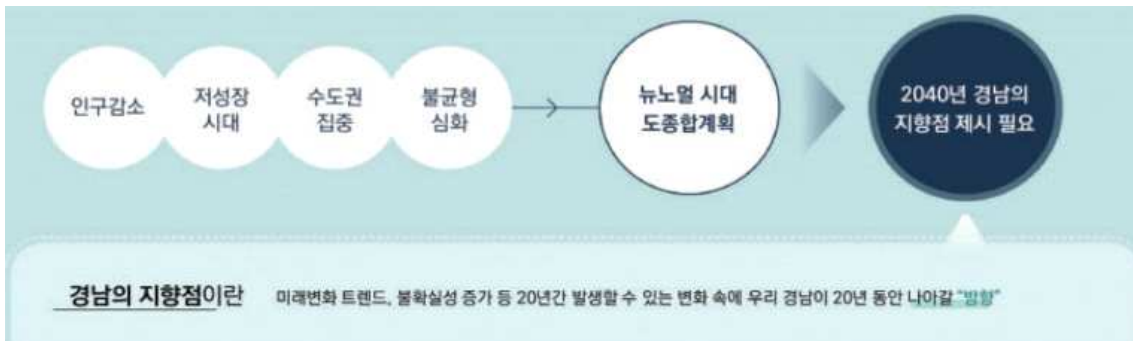 인구감소
저성장
시대
수도권
집중
불균형
심화
뉴노멀 시대
도종합계획
2040년 경남의
지향점 제시 필요
경남의 지향점이란
미래변화 트렌드, 불확실성 증가 등 20년간 발생할 수 있는 변화 속에 우리 경남이 20년 동안 나아갈 "방향"